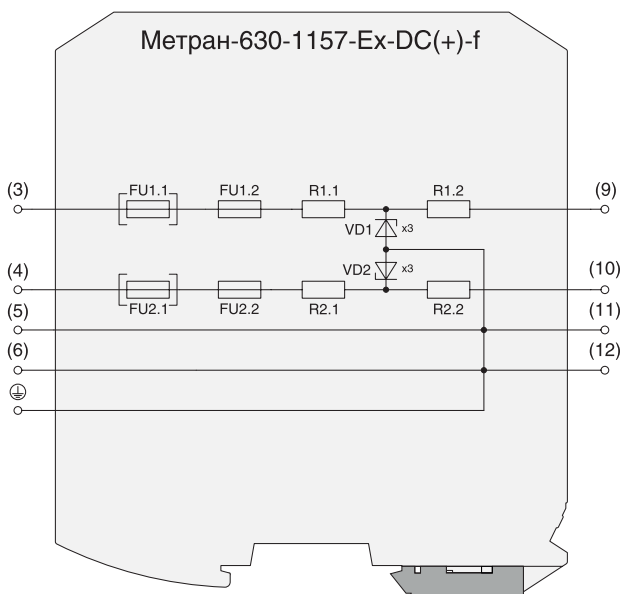 Метран-630-1157-Ex-DC(+)-f
(3) FU1.1 FU1.2 R1.1 R1.2 (9)
VD1 x3
(4) VD2 x3 (10)
FU2.1 FU2.2 R2.1 R2.2
(5) (11)
(6) (12)